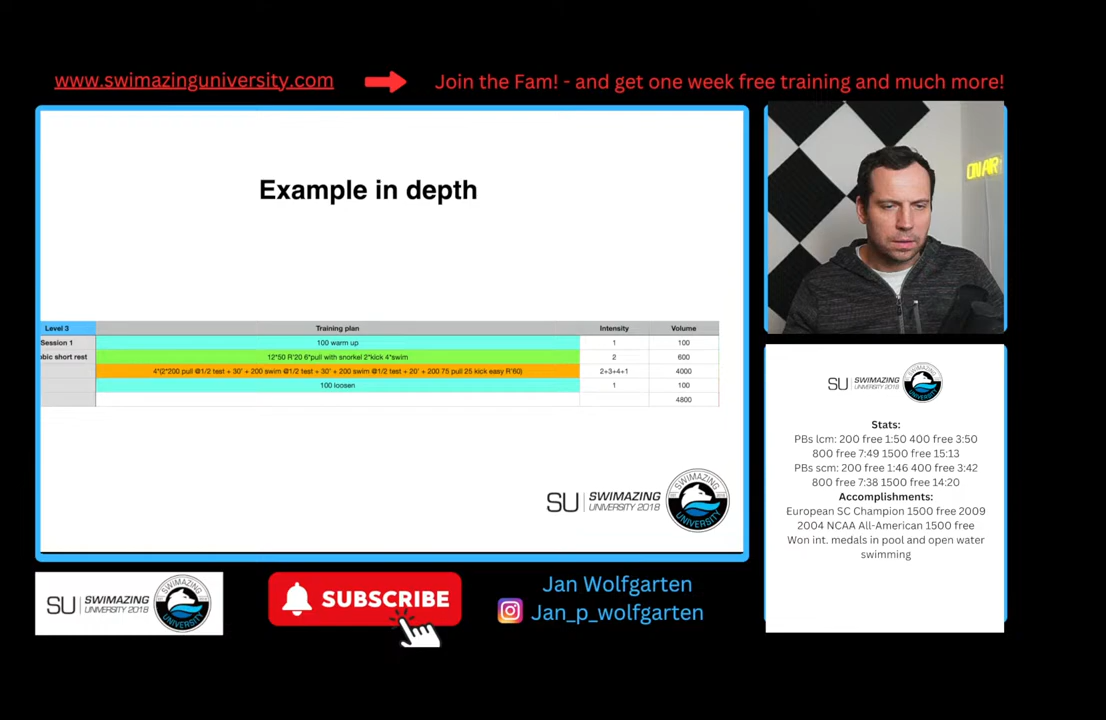 www.swimazinguniversity.com
Join the Fam! - and get one week free training and much more!
Example in depth
Level 3 Training plan Intensity Volume
Session 1 100 warm up 1 100
bic short rest 12*50 R'20 6*pull with snorkel 2*kick 4*swim 2 600
4*(2*200 pull @1/2 test + 30' + 200 swim @1/2 test + 30' + 200 swim @1/2 test + 20' + 200 75 pull 25 kick easy R'60) 2+3+4+1 4000
100 loosen 1 100
4800
SU SWIMAZING
UNIVERSITY 2018
SWIMAZING
UNIVERSITY
ON AIR
SU SWIMAZING
UNIVERSITY 2018
Stats:
PBs lcm: 200 free 1:50 400 free 3:50
800 free 7:49 1500 free 15:13
PBs scm: 200 free 1:46 400 free 3:42
800 free 7:38 1500 free 14:20
Accomplishments:
European SC Champion 1500 free 2009
2004 NCAA All-American 1500 free
Won int. medals in pool and open water
swimming
SU SWIMAZING
UNIVERSITY 2018
SUBSCRIBE
Jan Wolfgarten
Jan_p_wolfgarten